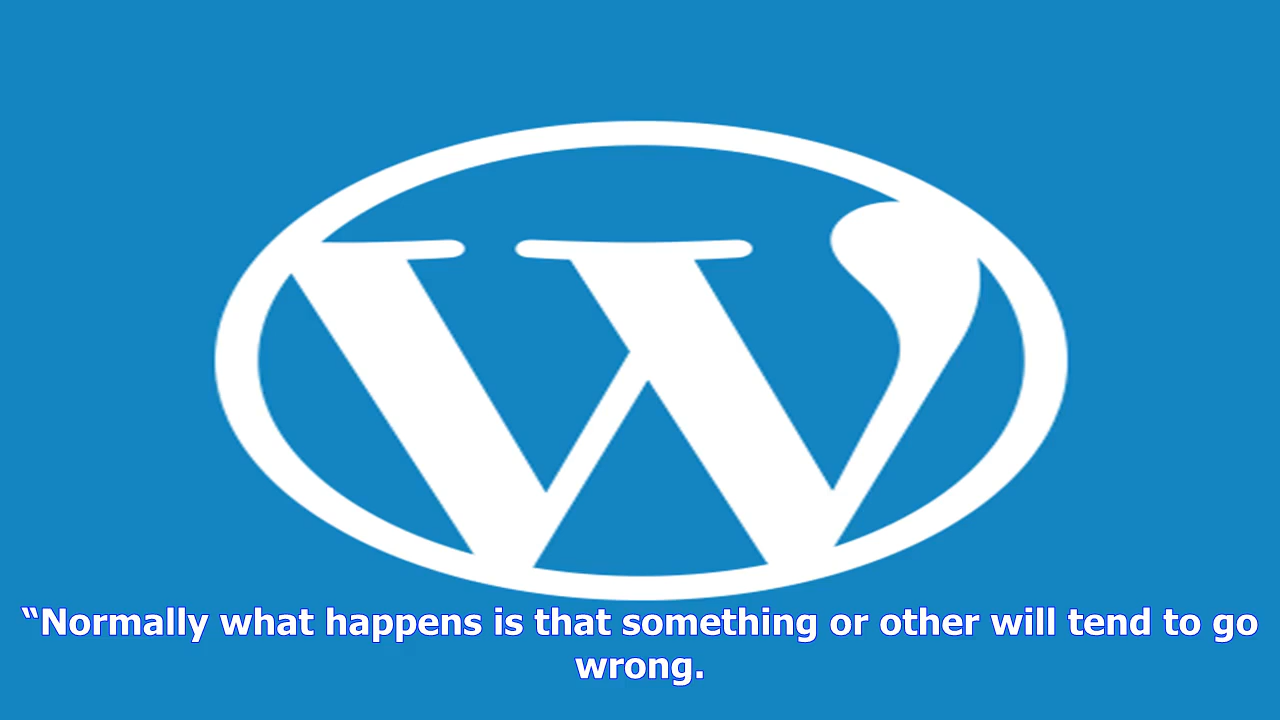 W
“Normally what happens is that something or other will tend to go
wrong.